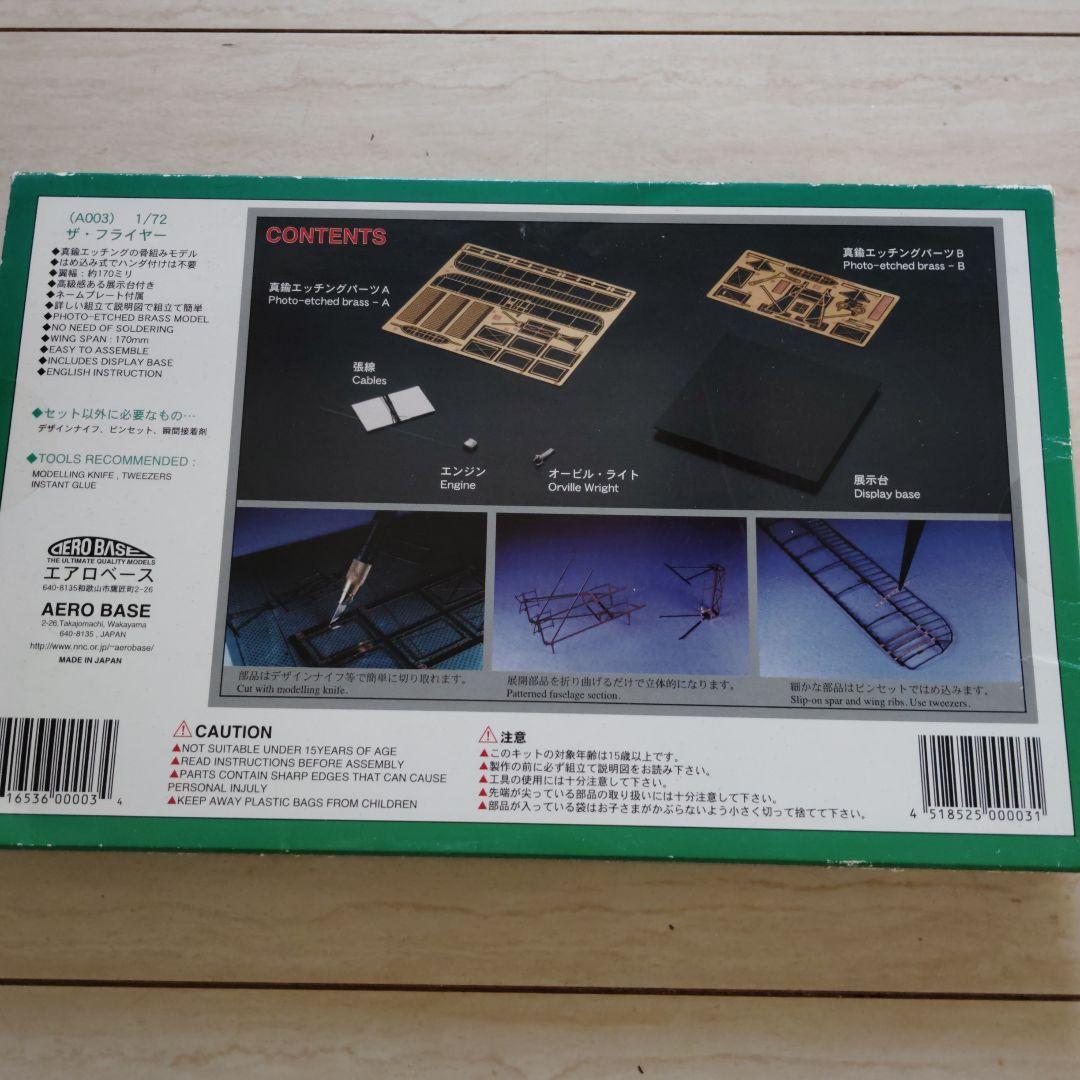 (A003) 1/72
ザ・フライヤー
◆真鍮エッチングの骨組みモデル
◆はめ込み式でハンダ付けは不要
◆翼幅：約170ミリ
◆高級感ある展示台付き
◆ネームプレート付属
◆詳しい組立て説明図で組立て簡単
◆PHOTO-ETCHED BRASS MODEL
◆NO NEED OF SOLDERING
◆WING SPAN : 170mm
◆EASY TO ASSEMBLE
◆INCLUDES DISPLAY BASE
◆ENGLISH INSTRUCTION
◆セット以外に必要なもの…
デザインナイフ、ピンセット、瞬間接着剤
◆TOOLS RECOMMENDED :
MODELLING KNIFE , TWEEZERS
INSTANT GLUE
AERO BASE
THE ULTIMATE QUALITY MODELS
エアロベース
640-8135和歌山市鷹匠町2-26
AERO BASE
2-26,Takajomachi, Wakayama
640-8135 , JAPAN
http://www.nnc.or.jp/~aerobase/
MADE IN JAPAN
CONTENTS
真鍮エッチングパーツA
Photo-etched brass - A
真鍮エッチングパーツB
Photo-etched brass - B
張線
Cables
エンジン
Engine
オービル・ライト
Orville Wright
展示台
Display base
部品はデザインナイフ等で簡単に切り取れます。
Cut with modelling knife.
展開部品を折り曲げるだけで立体的になります。
Patterned fuselage section.
細かな部品はピンセットではめ込みます。
Slip-on spar and wing ribs. Use tweezers.
16536 00003 4
⚠CAUTION
▲NOT SUITABLE UNDER 15YEARS OF AGE
▲READ INSTRUCTIONS BEFORE ASSEMBLY
▲PARTS CONTAIN SHARP EDGES THAT CAN CAUSE
PERSONAL INJULY
▲KEEP AWAY PLASTIC BAGS FROM CHILDREN
⚠注意
▲このキットの対象年齢は15歳以上です。
▲製作の前に必ず組立て説明図をお読み下さい。
▲工具の使用には十分注意して下さい。
▲先端が尖っている部品の取り扱いには十分注意して下さい。
▲部品が入っている袋はお子さまがかぶらないよう小さく切って捨てて下さい。
4 518525 000031